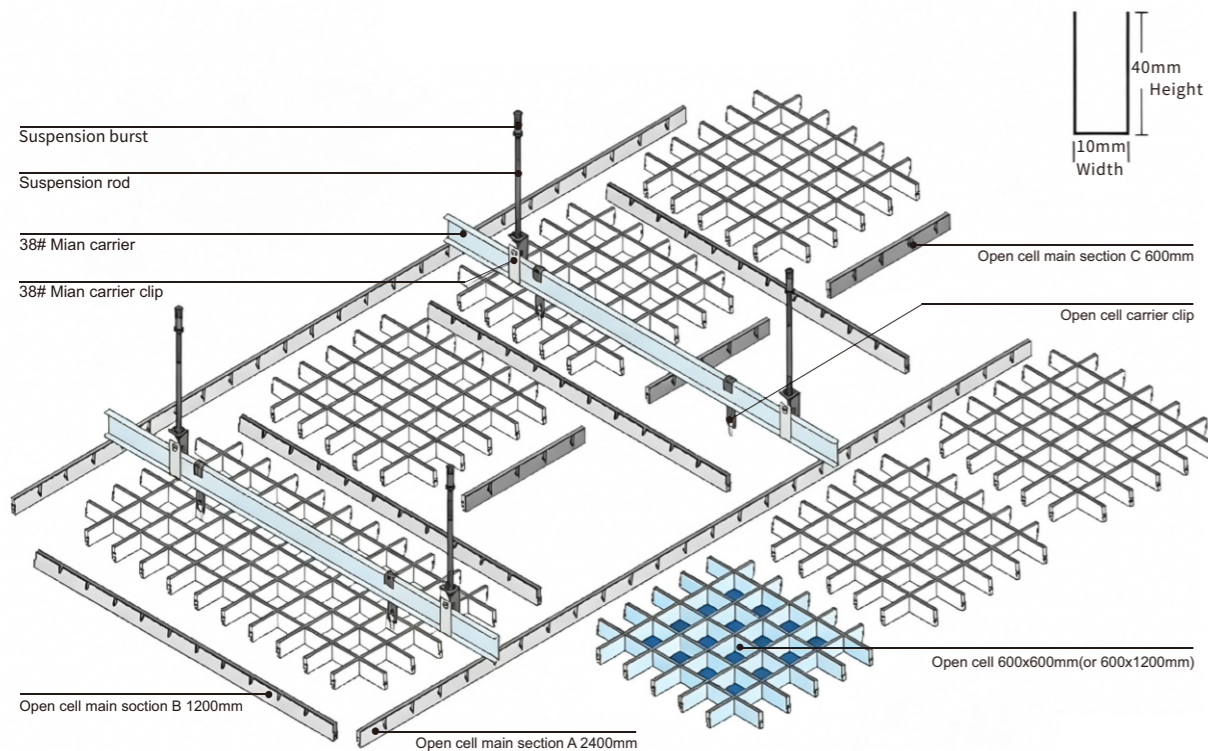 40mm
Height
10mm
Width
Suspension burst
Suspension rod
38# Mian carrier
38# Mian carrier clip
Open cell main section C 600mm
Open cell carrier clip
Open cell 600x600mm(or 600x1200mm)
Open cell main soction B 1200mm
Open cell main section A 2400mm